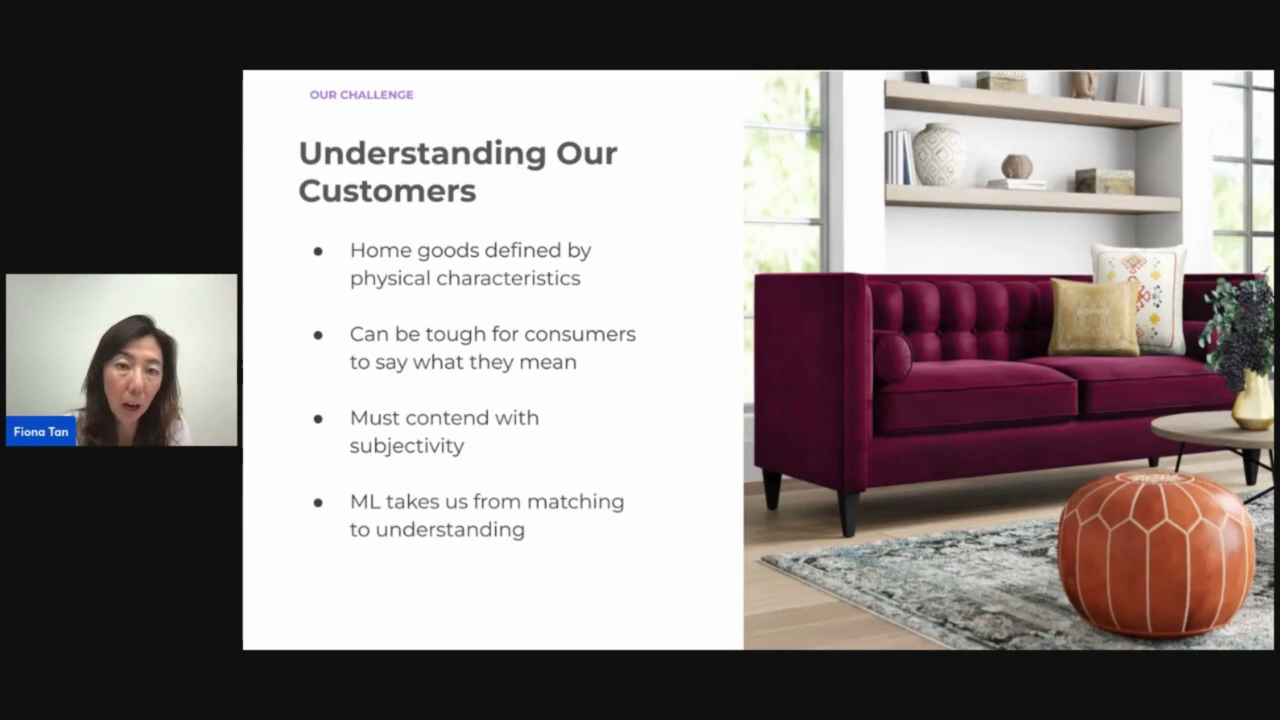 OUR CHALLENGE
Understanding Our
Customers
● Home goods defined by
physical characteristics
● Can be tough for consumers
to say what they mean
● Must contend with
subjectivity
● ML takes us from matching
to understanding
Fiona Tan